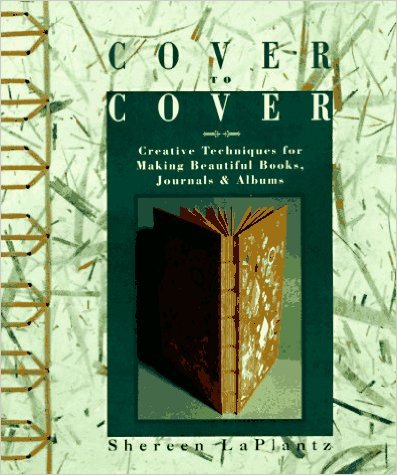 COVER
TO
COVER
Creative Techniques for
Making Beautiful Books,
Journals & Albums
Shereen LaPlantz